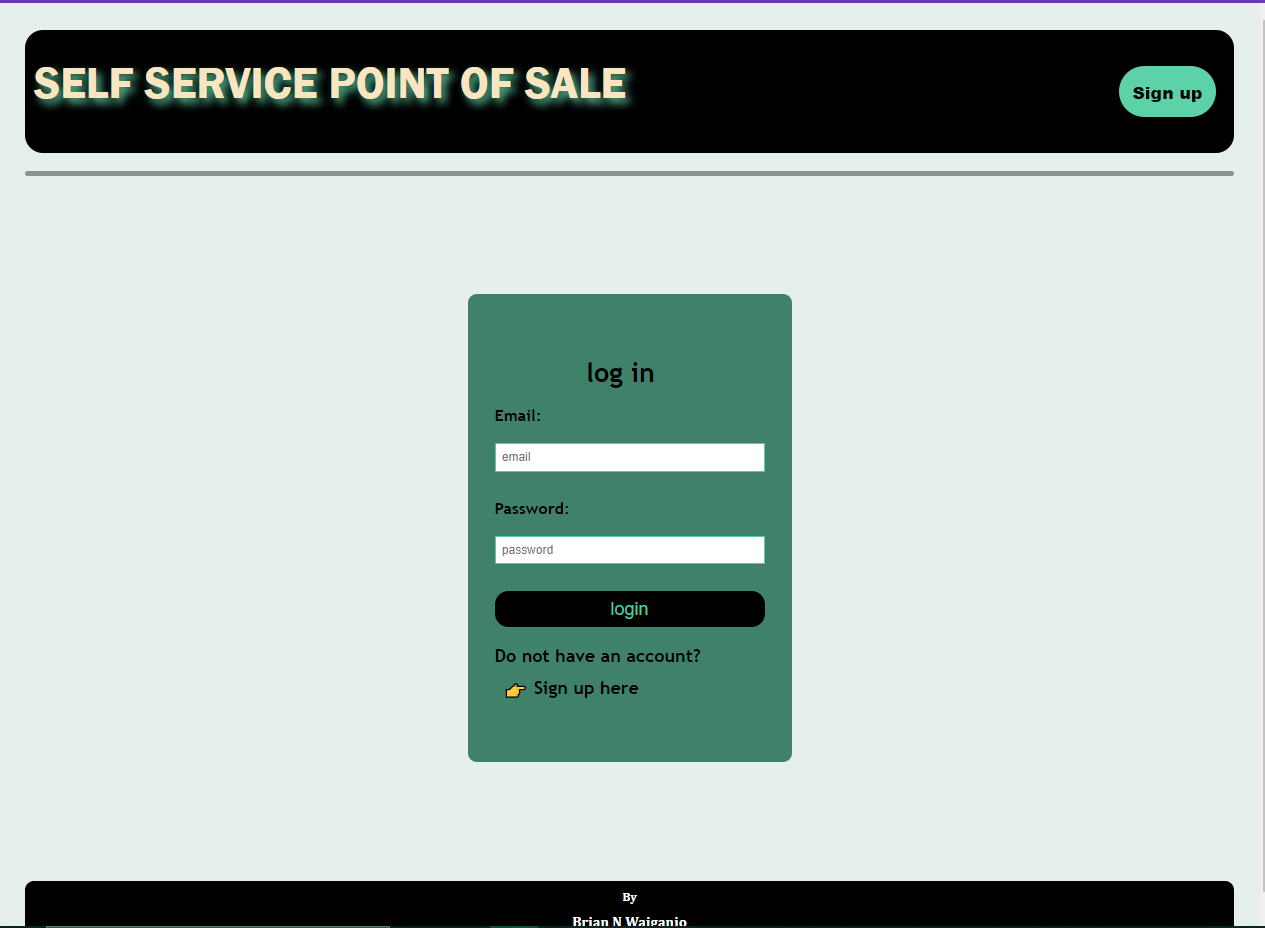 SELF SERVICE POINT OF SALE
Sign up
log in
Email:
email
Password:
password
login
Do not have an account?
👉 Sign up here
By
Brian N Waiganjo